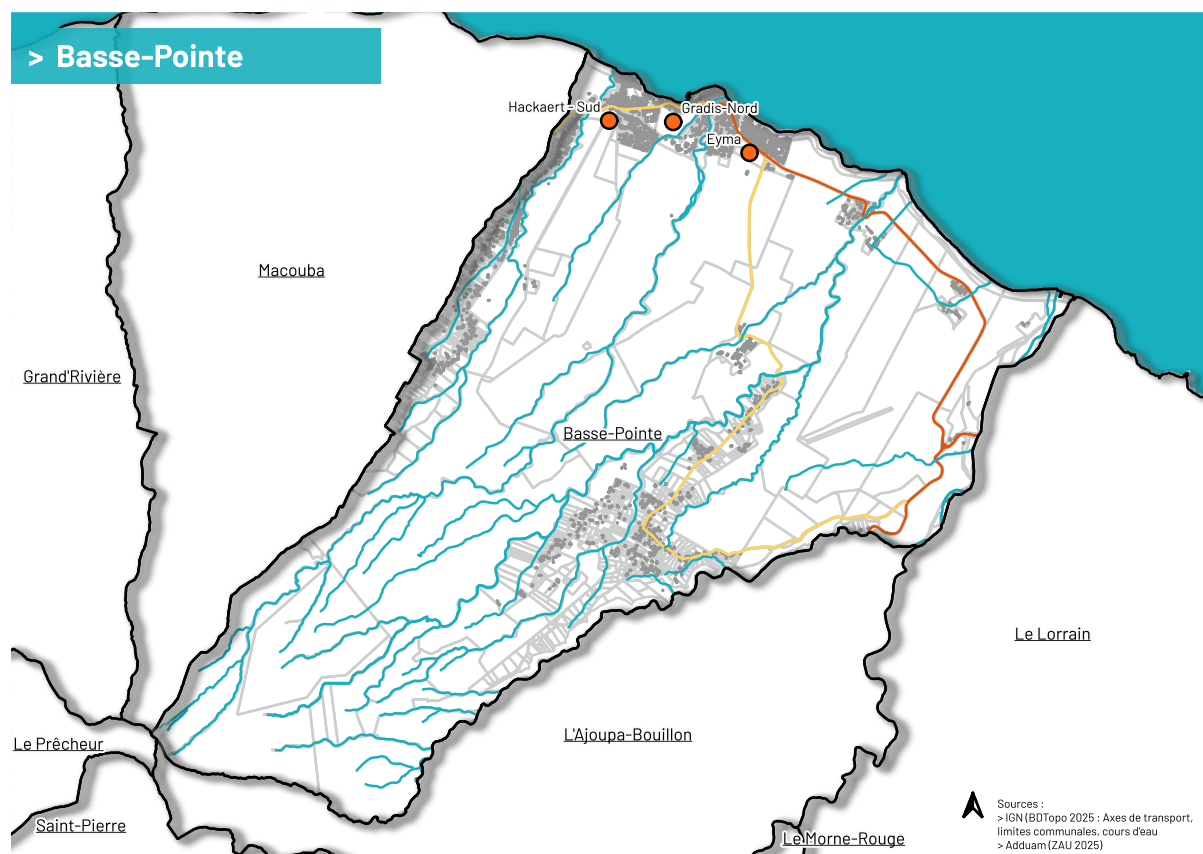 > Basse-Pointe
Hackaert - Sud
Gradis-Nord
Eyma
Macouba
Grand'Rivière
Basse-Pointe
Le Lorrain
L'Ajoupa-Bouillon
Le Prêcheur
Saint-Pierre
Le Morne-Rouge
Sources :
> IGN (BDTopo 2025 : Axes de transport,
limites communales, cours d'eau
> Adduam (ZAU 2025)